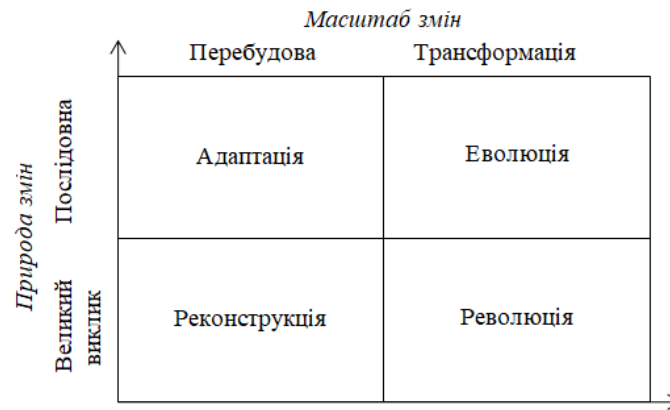 Масштаб змін
Перебудова Трансформація
Природа змін
Послідовна
Адаптація Еволюція
Великий
виклик
Реконструкція Революція